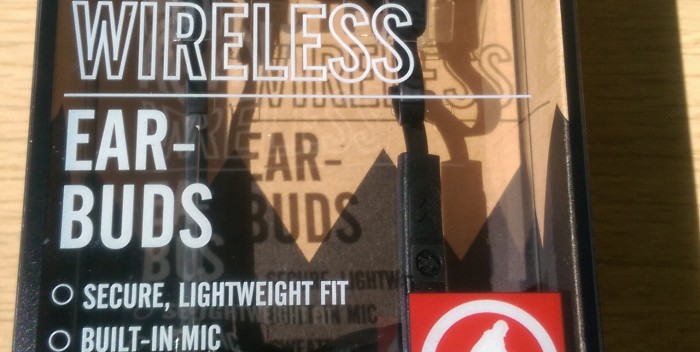 WIRELESS
EAR-
BUDS
SECURE, LIGHTWEIGHT FIT
BUILT-IN MIC